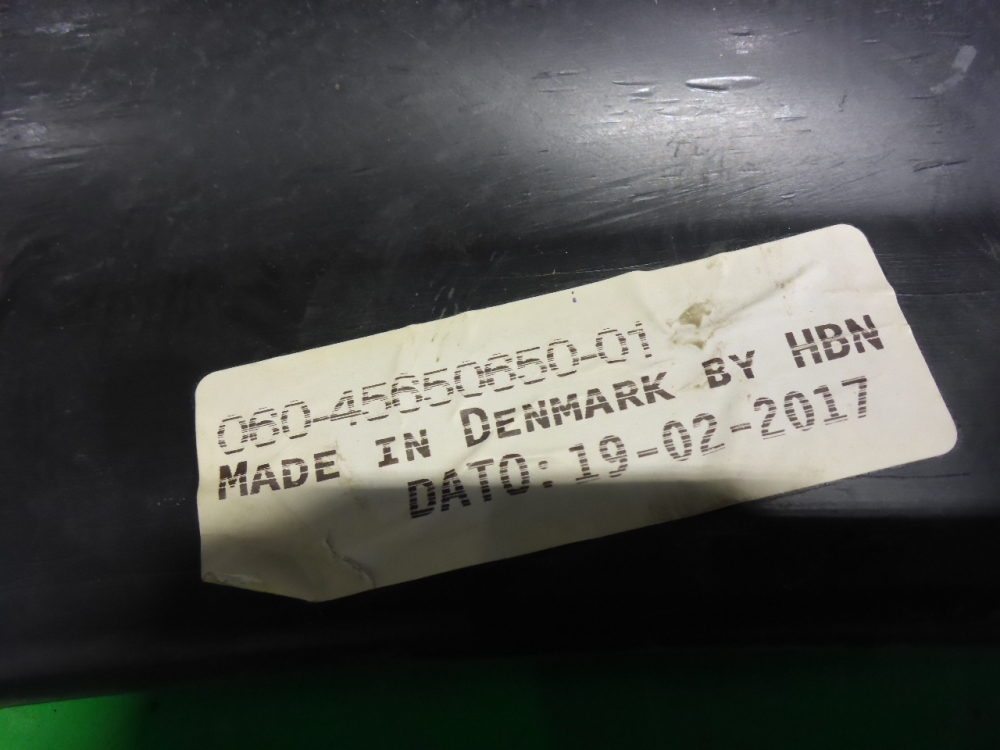 060-45650650-01
MADE IN DENMARK BY HBN
DATO: 19-02-2017